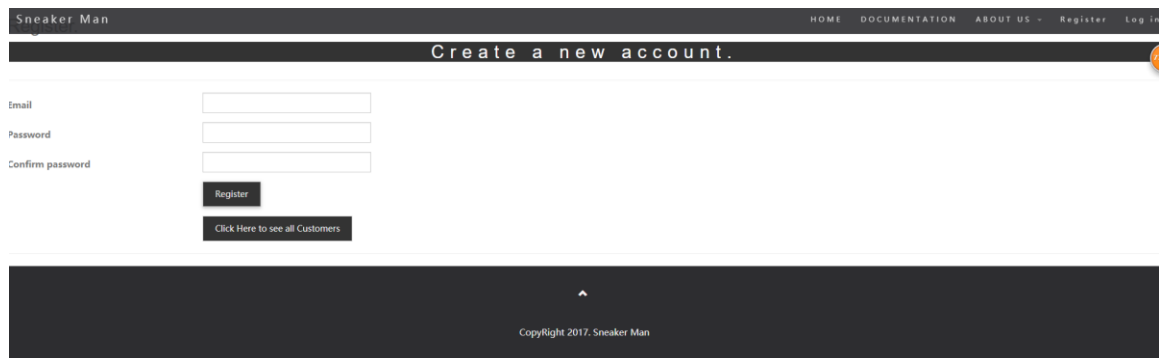 Sneaker Man HOME DOCUMENTATION ABOUT US Register Log in
Register.
Create a new account.
Email
Password
Confirm password
Register
Click Here to see all Customers
CopyRight 2017. Sneaker Man